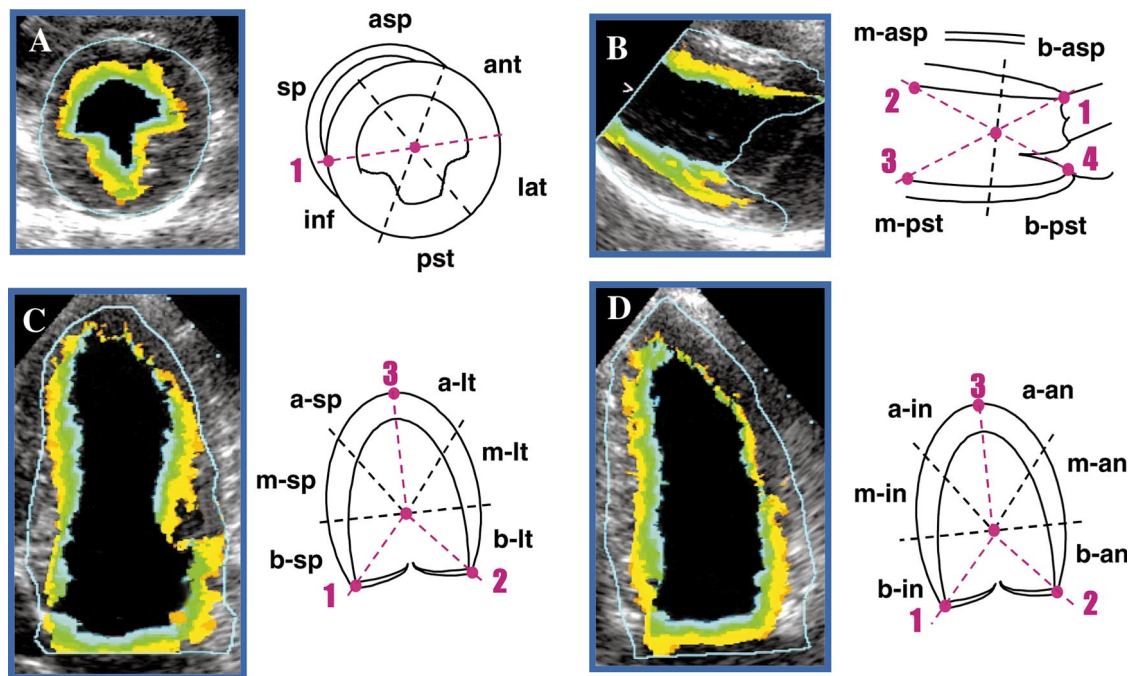 A
asp
ant
sp
1
lat
inf
pst
B
m-asp
b-asp
2
1
3
4
m-pst
b-pst
C
3
a-sp
a-lt
m-sp
m-lt
b-sp
b-lt
1
2
D
3
a-in
a-an
m-in
m-an
b-in
b-an
1
2